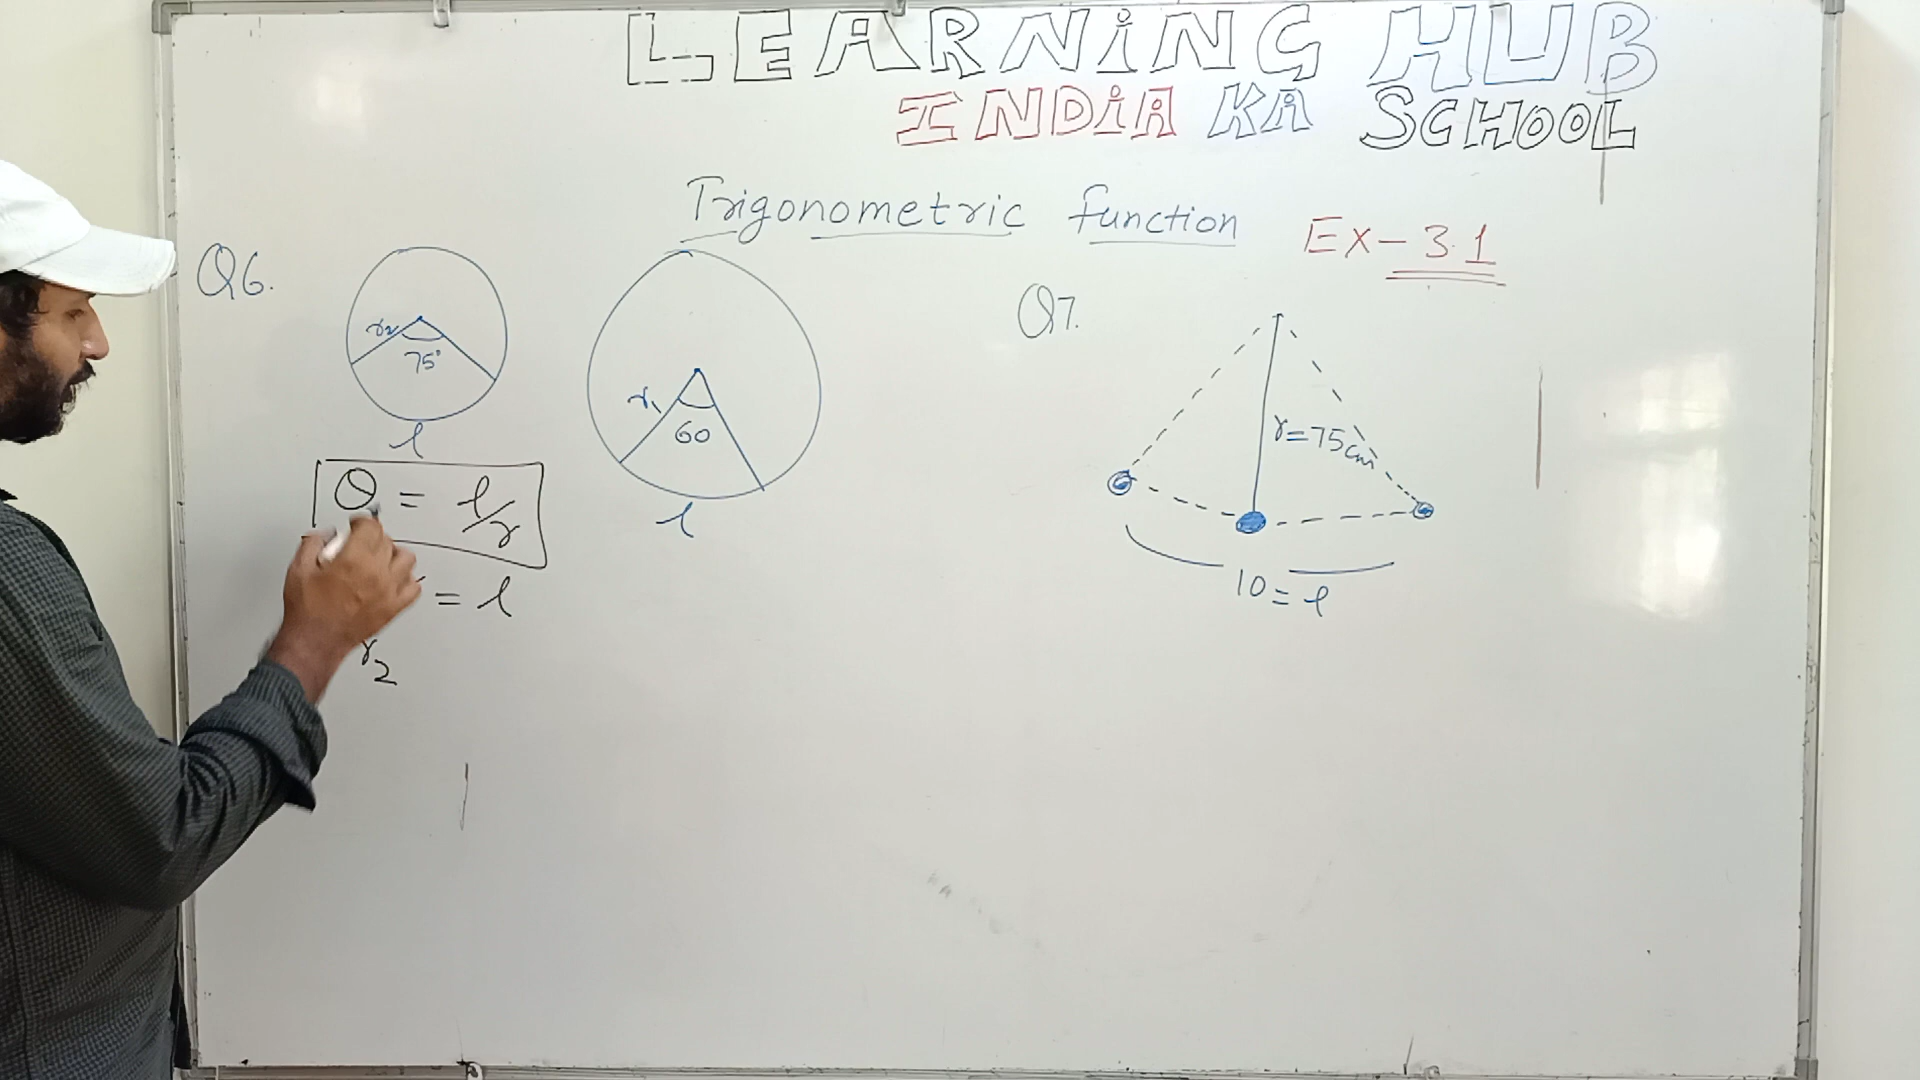 LEARNING HUB
INDIA KA SCHOOL
Trigonometric function
Ex-3.1
Q6.
r2
75°
l
r1
60
l
θ = l/r
= l
r2
Q7.
r=75cm
10=l